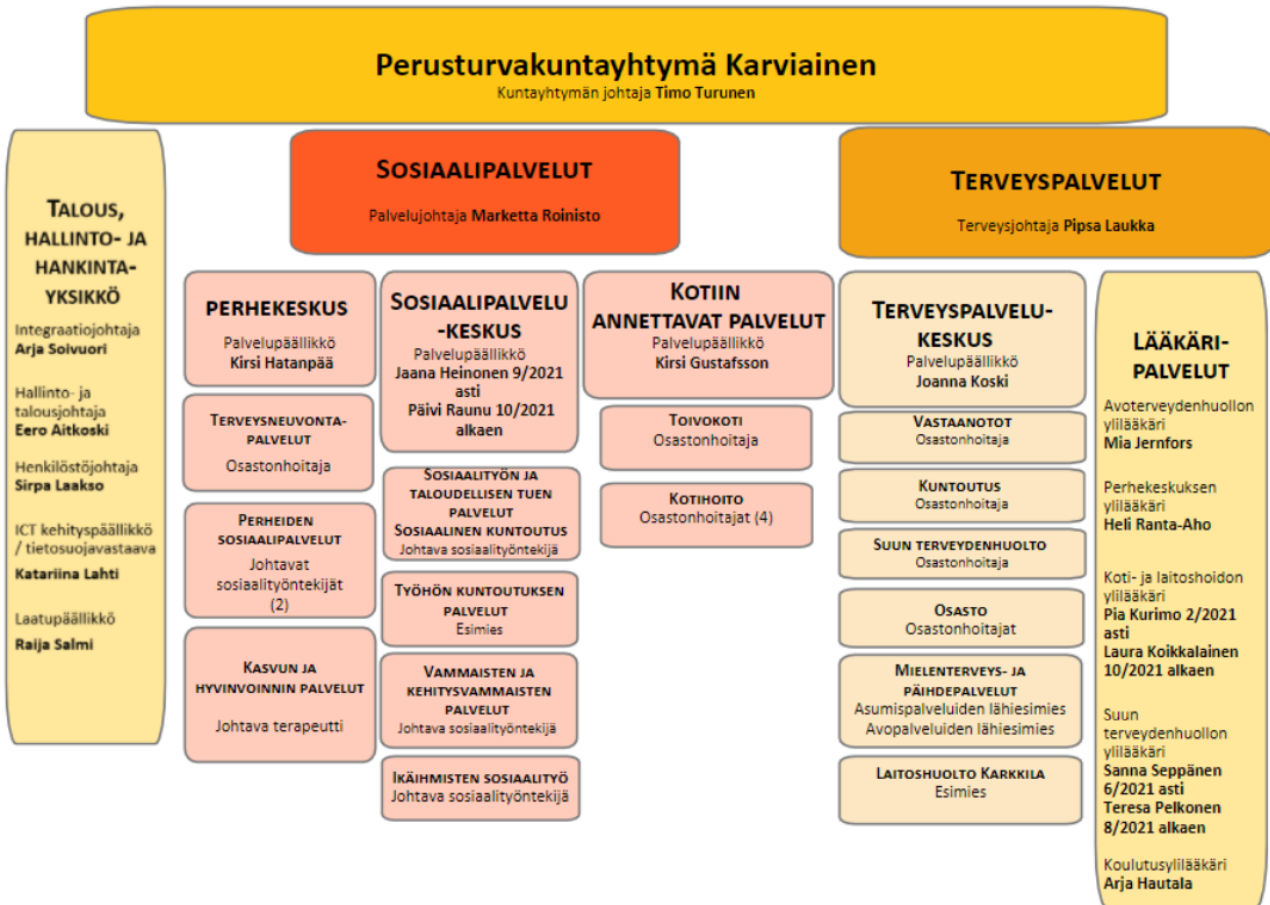 Perusturvakuntayhtymä Karviainen
Kuntayhtymän johtaja Timo Turunen
TALOUS,
HALLINTO- JA
HANKINTA-
YKSIKKÖ
Integraatiojohtaja
Arja Soivuori
Hallinto- ja
talousjohtaja
Eero Aitkoski
Henkilöstöjohtaja
Sirpa Laakso
ICT kehityspäällikkö
/ tietosuojavastaava
Katariina Lahti
Laatupäällikkö
Raija Salmi
SOSIAALIPALVELUT
Palvelujohtaja Marketta Roinisto
PERHEKESKUS
Palvelupäällikkö
Kirsi Hatanpää
TERVEYSNEUVONTA-
PALVELUT
Osastonhoitaja
PERHEIDEN
SOSIAALIPALVELUT
Johtavat
sosiaalityöntekijät
(2)
KASVUN JA
HYVINVOINNIN PALVELUT
Johtava terapeutti
SOSIAALIPALVELU
-KESKUS
Palvelupäällikkö
Jaana Heinonen 9/2021
asti
Päivi Raunu 10/2021
alkaen
SOSIAALITYÖN JA
TALOUDELLISEN TUEN
PALVELUT
SOSIAALINEN KUNTOUTUS
Johtava sosiaalityöntekijä
TYÖHÖN KUNTOUTUKSEN
PALVELUT
Esimies
VAMMAISTEN JA
KEHITYSVAMMAISTEN
PALVELUT
Johtava sosiaalityöntekijä
IKÄIHMISTEN SOSIAALITYÖ
Johtava sosiaalityöntekijä
KOTIIN
ANNETTAVAT PALVELUT
Palvelupäällikkö
Kirsi Gustafsson
TOIVOKOTI
Osastonhoitaja
KOTIHOITO
Osastonhoitajat (4)
TERVEYSPALVELUT
Terveysjohtaja Pipsa Laukka
TERVEYSPALVELU-
KESKUS
Palvelupäällikkö
Joanna Koski
VASTAANOTOT
Osastonhoitaja
KUNTOUTUS
Osastonhoitaja
SUUN TERVEYDENHUOLTO
Osastonhoitaja
OSASTO
Osastonhoitajat
MIELENTERVEYS- JA
PÄIHDEPALVELUT
Asumispalveluiden lähiesimies
Avopalveluiden lähiesimies
LAITOSHUOLTO KARKKILA
Esimies
LÄÄKÄRI-
PALVELUT
Avoterveydenhuollon
ylilääkäri
Mia Jernfors
Perhekeskuksen
ylilääkäri
Heli Ranta-Aho
Koti- ja laitoshoidon
ylilääkäri
Pia Kurimo 2/2021
asti
Laura Koikkalainen
10/2021 alkaen
Suun
terveydenhuollon
ylilääkäri
Sanna Seppänen
6/2021 asti
Teresa Pelkonen
8/2021 alkaen
Koulutusylilääkäri
Arja Hautala